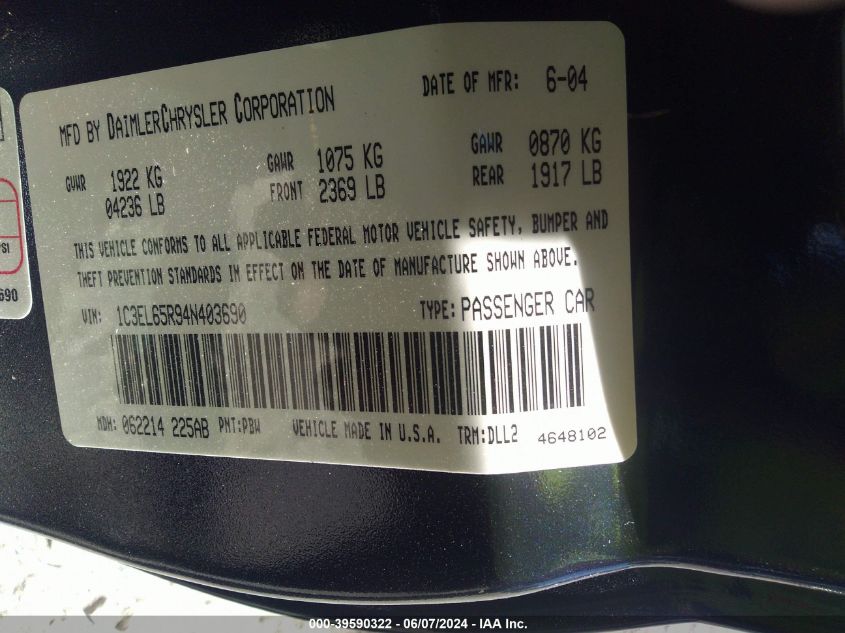 MFD BY DAIMLERCHRYSLER CORPORATION DATE OF MFR: 6-04
GVWR 1922 KG GAWR 1075 KG GAWR 0870 KG
04236 LB FRONT 2369 LB REAR 1917 LB
THIS VEHICLE CONFORMS TO ALL APPLICABLE FEDERAL MOTOR VEHICLE SAFETY, BUMPER AND
THEFT PREVENTION STANDARDS IN EFFECT ON THE DATE OF MANUFACTURE SHOWN ABOVE.
VIN: 1C3EL65R94N403690 TYPE: PASSENGER CAR
MDH: 062214 225AB PNT:PBW VEHICLE MADE IN U.S.A. TRM:DLL2 4648102
PSI
690
000-39590322 - 06/07/2024 - IAA Inc.